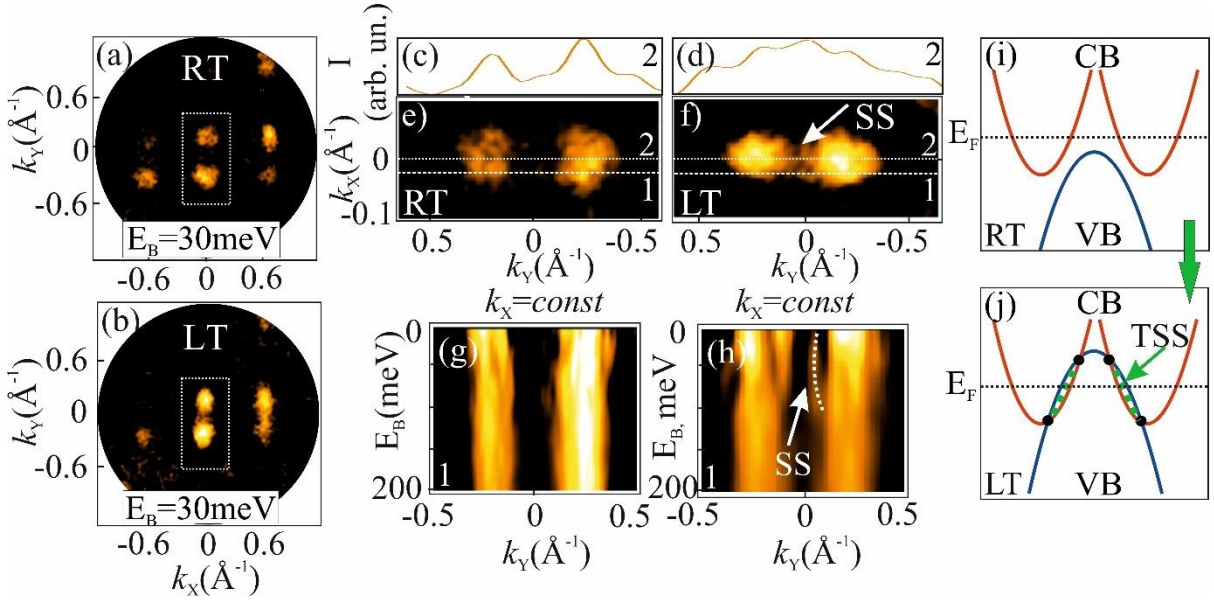 (a)
RT
0.6
0
-0.6
k_Y(Å⁻¹)
E_B=30meV
-0.6 0 0.6
(b)
LT
0.6
0
-0.6
k_Y(Å⁻¹)
E_B=30meV
-0.6 0 0.6
k_X(Å⁻¹)
I
(arb. un.)
(c) 2
(d) 2
k_X(Å⁻¹)
0
-0.1
e) 2
1
RT
0.5 0 -0.5
k_Y(Å⁻¹)
f) SS 2
1
LT
0.5 0 -0.5
k_Y(Å⁻¹)
k_X=const
k_X=const
E_B(meV)
0
200
(g)
1
-0.5 0 0.5
k_Y(Å⁻¹)
E_B, meV
0
200
(h)
SS
1
-0.5 0 0.5
k_Y(Å⁻¹)
(i) CB
E_F
RT VB
(j) CB
TSS
E_F
LT VB